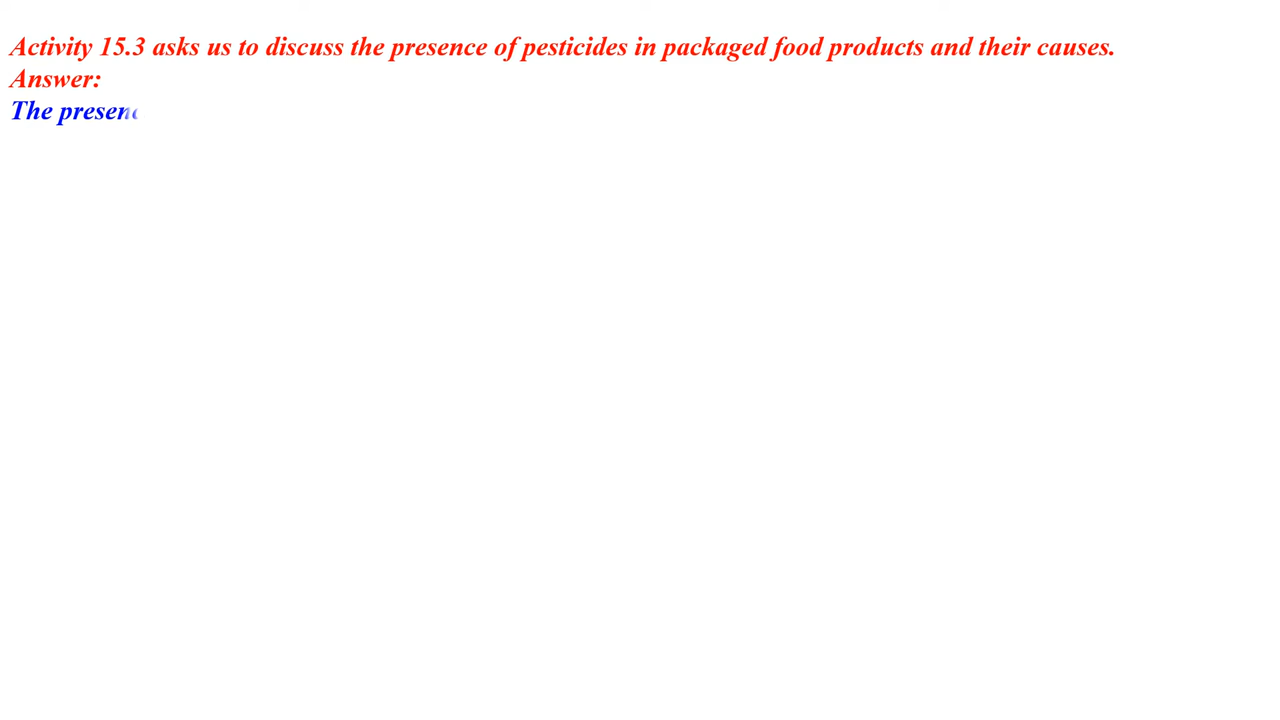 Activity 15.3 asks us to discuss the presence of pesticides in packaged food products and their causes.
Answer:
The presenc